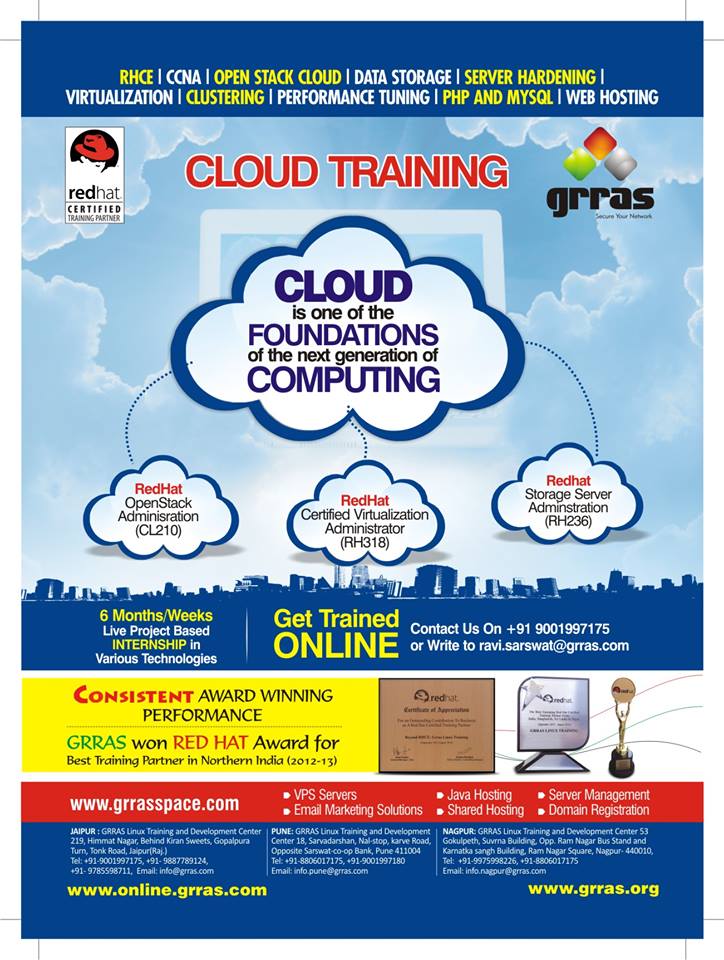 RHCE | CCNA | OPEN STACK CLOUD | DATA STORAGE | SERVER HARDENING |
VIRTUALIZATION | CLUSTERING | PERFORMANCE TUNING | PHP AND MYSQL | WEB HOSTING
redhat.
CERTIFIED
TRAINING PARTNER
CLOUD TRAINING
grras
Secure Your Network
CLOUD
is one of the
FOUNDATIONS
of the next generation of
COMPUTING
RedHat
OpenStack
Adminisration
(CL210)
RedHat
Certified Virtualization
Administrator
(RH318)
Redhat
Storage Server
Adminstration
(RH236)
6 Months/Weeks
Live Project Based
INTERNSHIP in
Various Technologies
Get Trained
ONLINE
Contact Us On +91 9001997175
or Write to ravi.sarswat@grras.com
CONSISTENT AWARD WINNING
PERFORMANCE
GRRAS won RED HAT Award for
Best Training Partner in Northern India (2012-13)
redhat.
Certificate of Appreciation
redhat.
GRRAS LINUX TRAINING
redhat
www.grrasspace.com
VPS Servers
Email Marketing Solutions
Java Hosting
Shared Hosting
Server Management
Domain Registration
JAIPUR : GRRAS Linux Training and Development Center
219, Himmat Nagar, Behind Kiran Sweets, Gopalpura
Turn, Tonk Road, Jaipur(Raj.)
Tel: +91-9001997175, +91- 9887789124,
+91- 9785598711, Email: info@grras.com
PUNE: GRRAS Linux Training and Development
Center 18, Sarvadarshan, Nal-stop, karve Road,
Opposite Sarswat-co-op Bank, Pune 411004
Tel: +91-8806017175, +91-9001997180
Email: info.pune@grras.com
NAGPUR: GRRAS Linux Training and Development Center 53
Gokulpeth, Suvrna Building, Opp. Ram Nagar Bus Stand and
Karnatka sangh Building, Ram Nagar Square, Nagpur- 440010,
Tel: +91-9975998226, +91-8806017175
Email: info.nagpur@grras.com
www.online.grras.com
www.grras.org